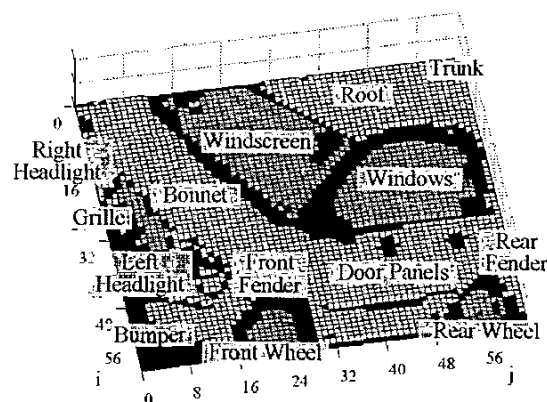 Trunk
Roof
0
Right
Headlight
Windscreen
Windows
16
Bonnet
Grille
Rear
Fender
32
Left
Headlight
Front
Fender
Door Panels
48
Bumper
Rear Wheel
56
Front Wheel
i
0
8
16
24
32
40
48
56
j